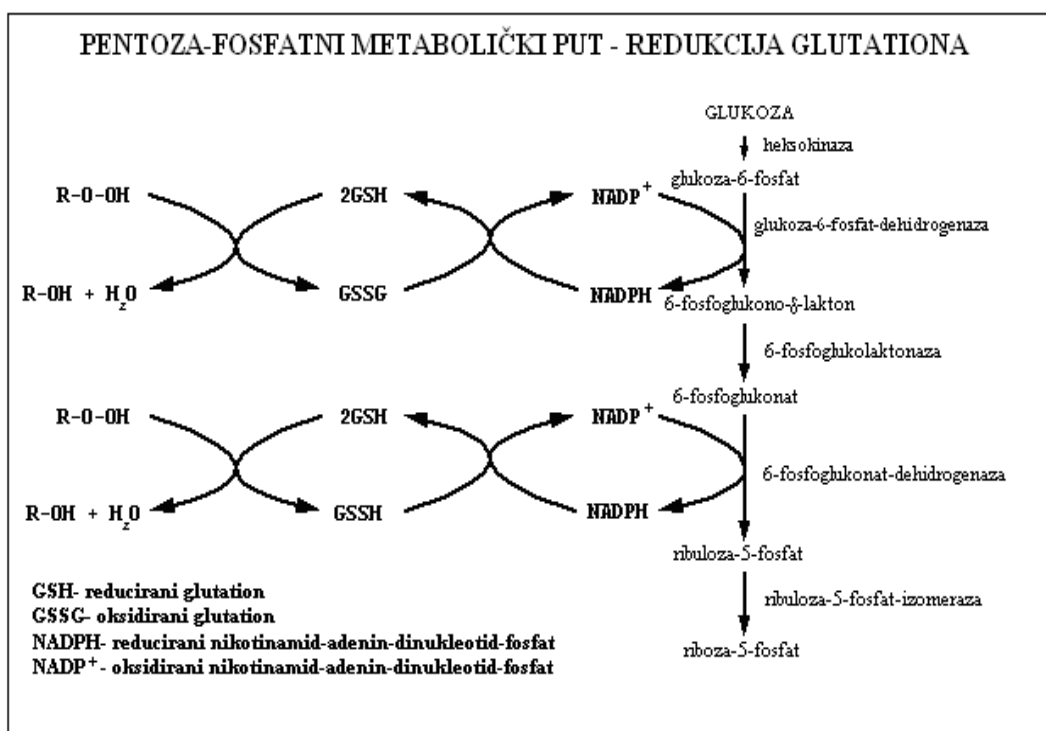 PENTOZA-FOSFATNI METABOLIČKI PUT - REDUKCIJA GLUTATIONA
GLUKOZA
heksokinaza
glukoza-6-fosfat
R-O-OH
2GSH
NADP+
glukoza-6-fosfat-dehidrogenaza
R-OH + HzO
GSSG
NADPH
6-fosfoglukono-δ-lakton
6-fosfoglukolaktonaza
6-fosfoglukonat
R-O-OH
2GSH
NADP+
6-fosfoglukonat-dehidrogenaza
R-OH + HzO
GSSH
NADPH
ribuloza-5-fosfat
ribuloza-5-fosfat-izomeraza
riboza-5-fosfat
GSH- reducirani glutation
GSSG- oksidirani glutation
NADPH- reducirani nikotinamid-adenin-dinukleotid-fosfat
NADP+- oksidirani nikotinamid-adenin-dinukleotid-fosfat